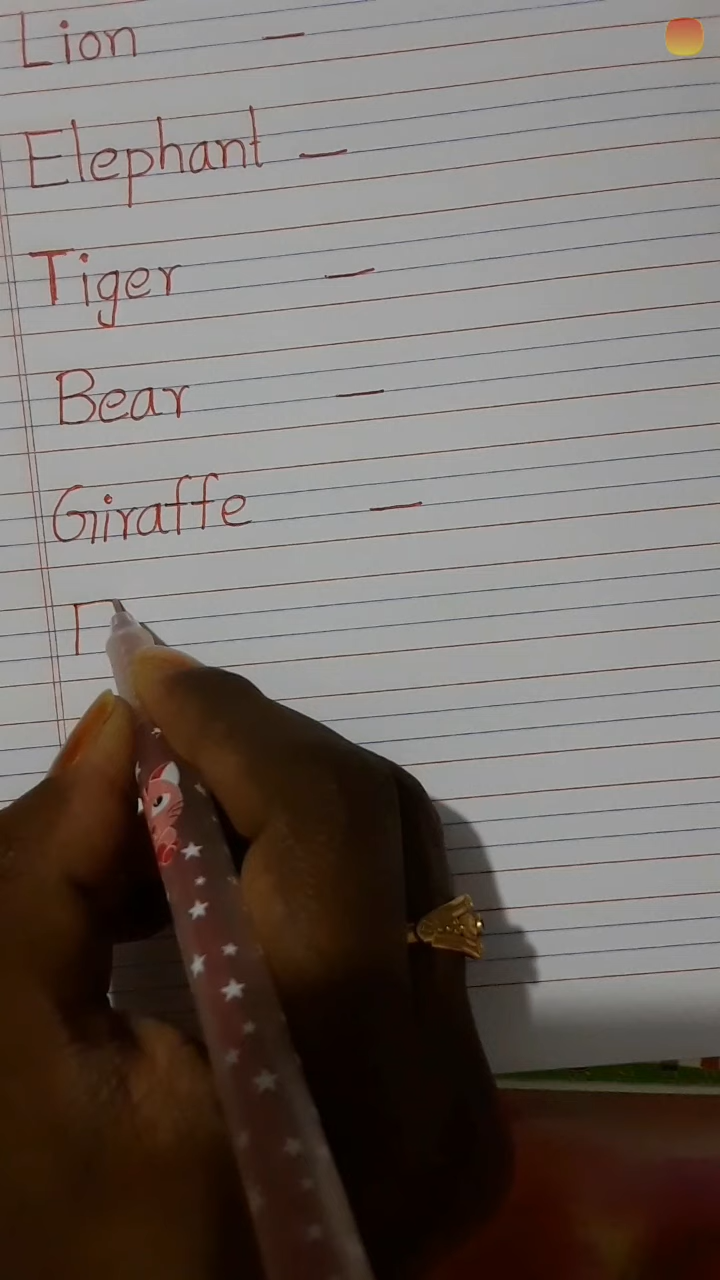 Lion —
Elephant —
Tiger —
Bear —
Giraffe —